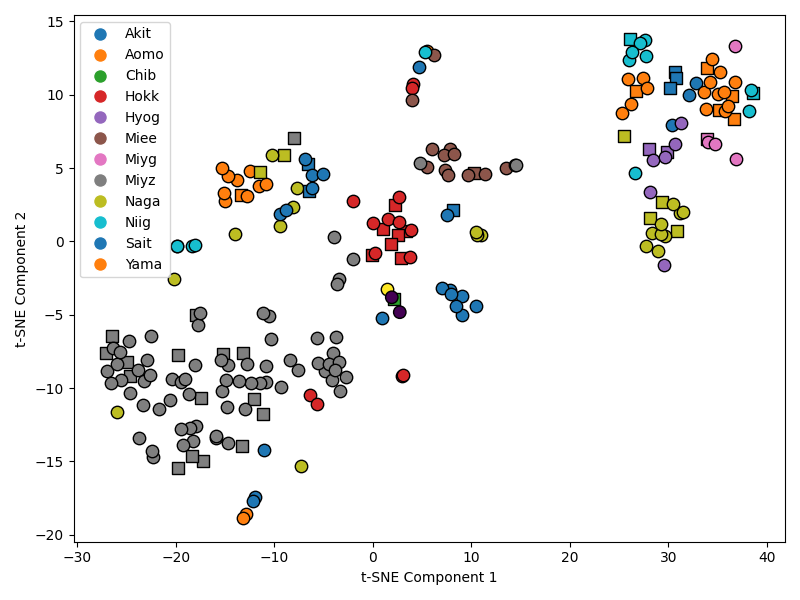 15
10
5
0
−5
−10
−15
−20
t-SNE Component 2
Akit
Aomo
Chib
Hokk
Hyog
Miee
Miyg
Miyz
Naga
Niig
Sait
Yama
−30
−20
−10
0
10
20
30
40
t-SNE Component 1